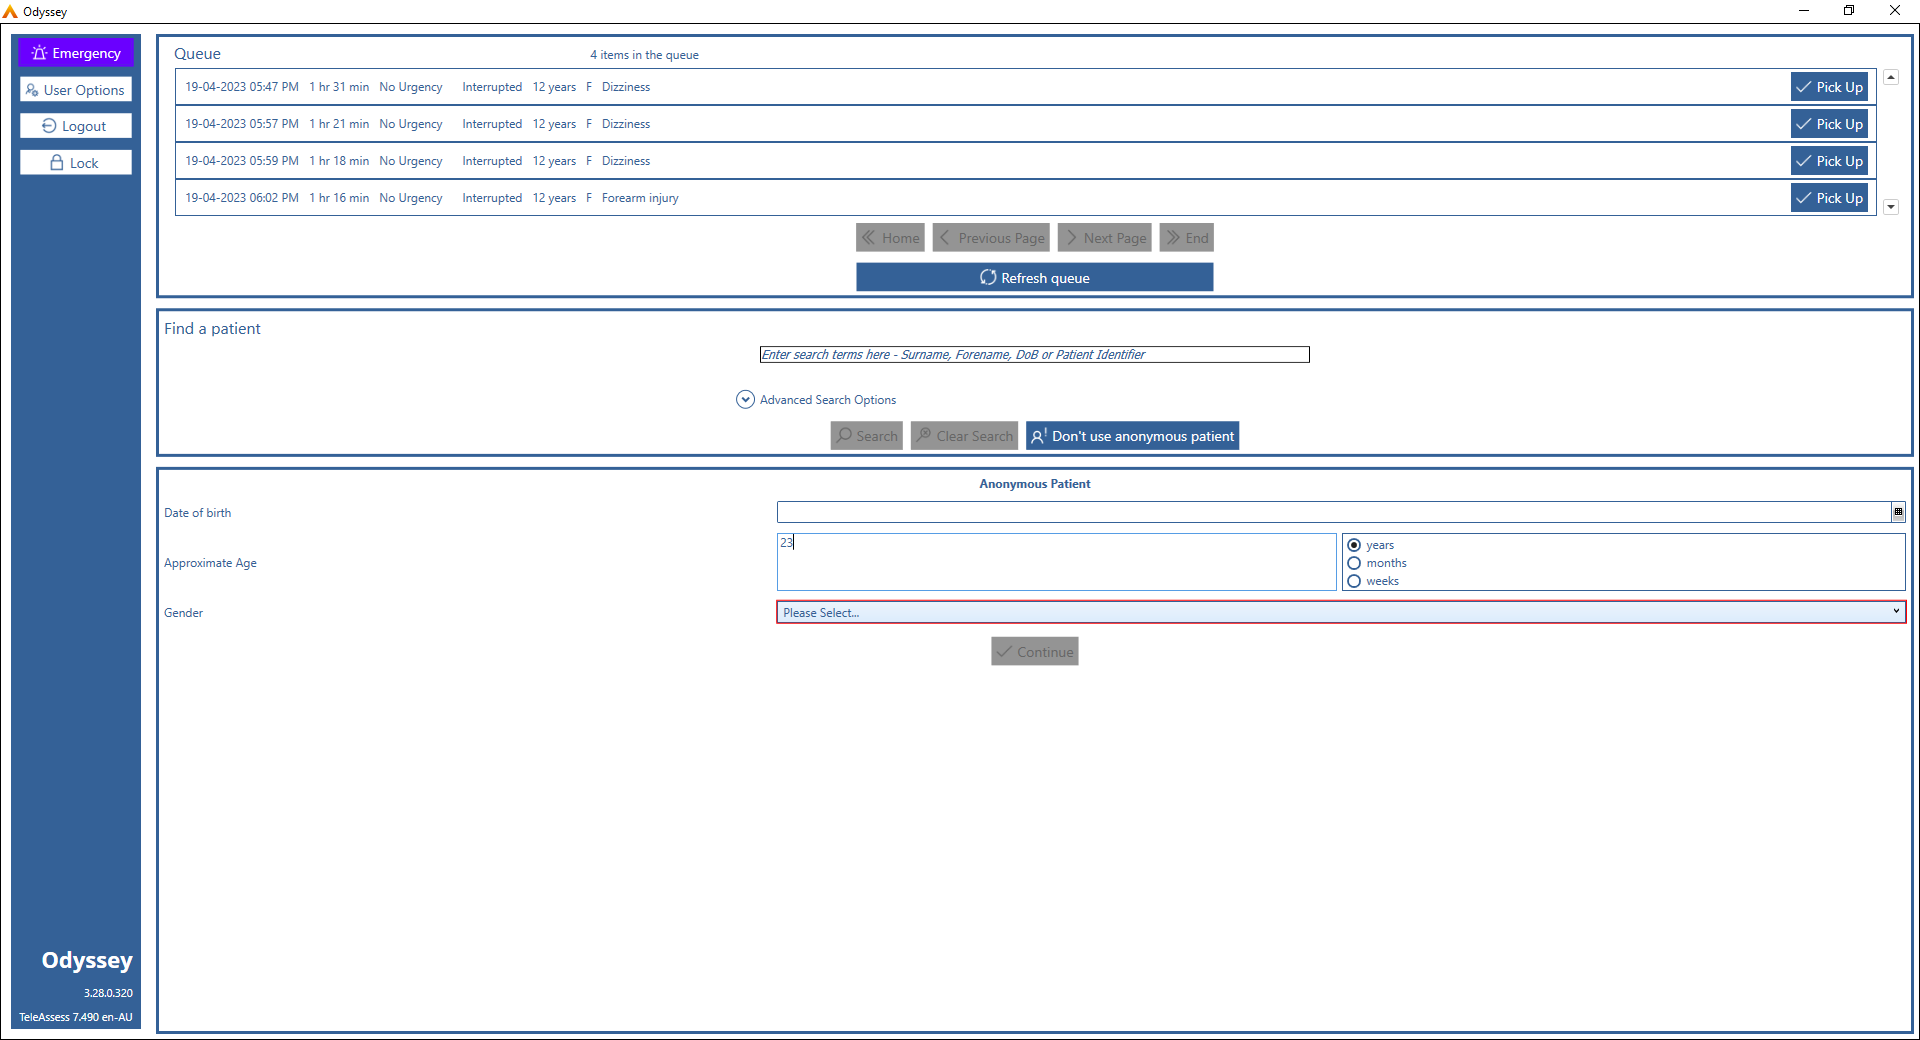 Odyssey
Emergency
User Options
Logout
Lock
Queue
4 items in the queue
19-04-2023 05:47 PM 1 hr 31 min No Urgency Interrupted 12 years F Dizziness Pick Up
19-04-2023 05:57 PM 1 hr 21 min No Urgency Interrupted 12 years F Dizziness Pick Up
19-04-2023 05:59 PM 1 hr 18 min No Urgency Interrupted 12 years F Dizziness Pick Up
19-04-2023 06:02 PM 1 hr 16 min No Urgency Interrupted 12 years F Forearm injury Pick Up
Home Previous Page Next Page End
Refresh queue
Find a patient
Enter search terms here - Surname, Forename, DoB or Patient Identifier
Advanced Search Options
Search Clear Search Don't use anonymous patient
Anonymous Patient
Date of birth
Approximate Age
23
years
months
weeks
Gender
Please Select...
Continue
Odyssey
3.28.0.320
TeleAssess 7.490 en-AU